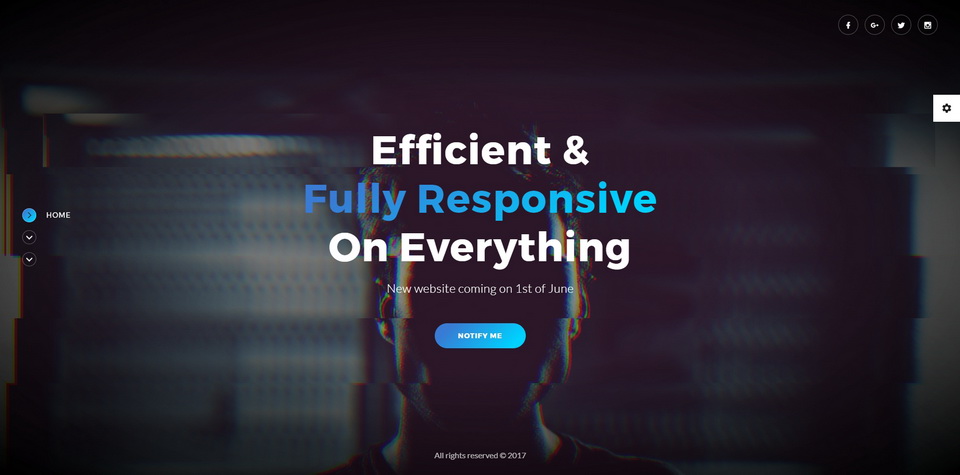 Efficient &
Fully Responsive
On Everything
HOME
New website coming on 1st of June
NOTIFY ME
All rights reserved © 2017